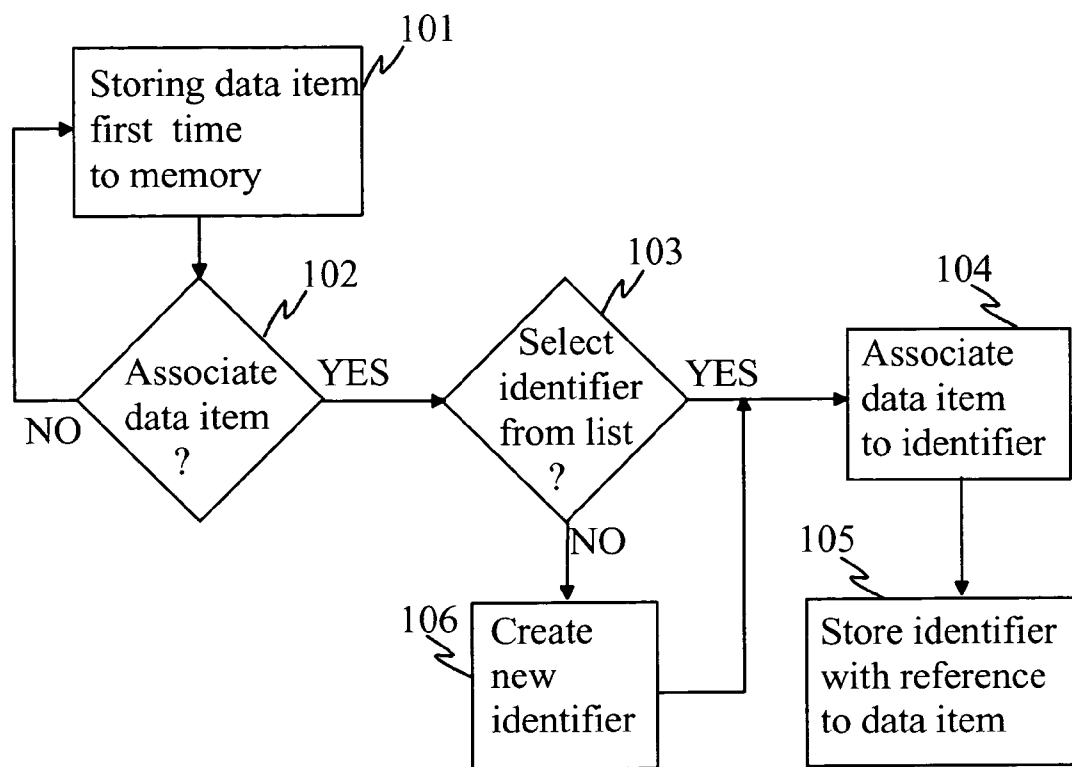 101
Storing data item
first time
to memory
102
Associate
data item
?
YES
NO
103
Select
identifier
from list
?
YES
NO
104
Associate
data item
to identifier
105
Store identifier
with reference
to data item
106
Create
new
identifier